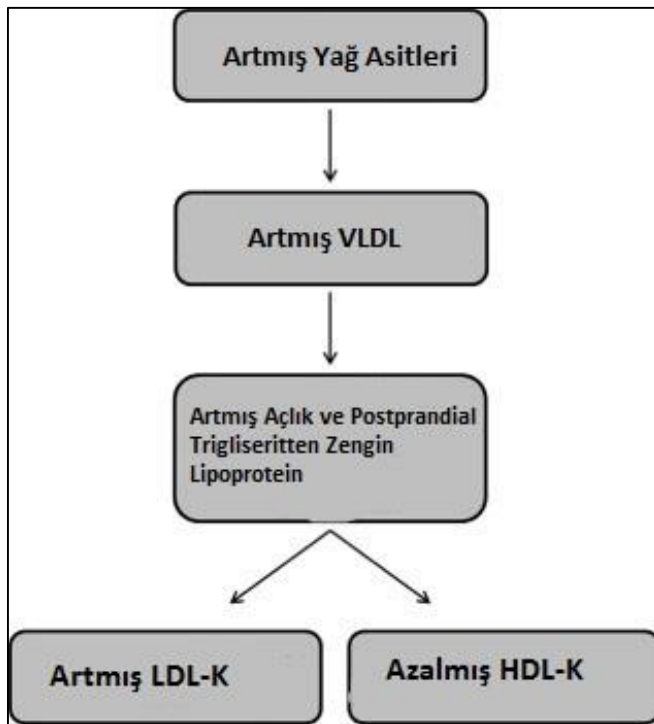 Artmış Yağ Asitleri
Artmış VLDL
Artmış Açlık ve Postprandial
Trigliseritten Zengin
Lipoprotein
Artmış LDL-K
Azalmış HDL-K